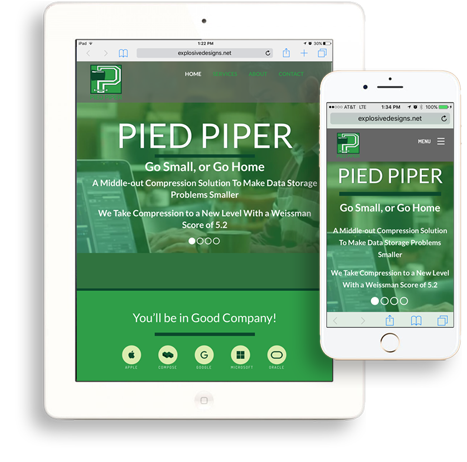 iPad
1:22 PM
30%
explosivedesigns.net
HOME SERVICES ABOUT CONTACT
PIED PIPER
Go Small, or Go Home
A Middle-out Compression Solution To Make Data Storage
Problems Smaller
We Take Compression to a New Level With a Weissman
Score of 5.2
You'll be in Good Company!
APPLE
GOOGLE
MICROSOFT
ORACLE
AT&T LTE
1:34 PM
100%
explosivedesigns.net
MENU
PIED PIPER
Go Small, or Go Home
A Middle-out Compression Solution
To Make Data Storage Problems
Smaller
We Take Compression to a New Level
With a Weissman Score of 5.2